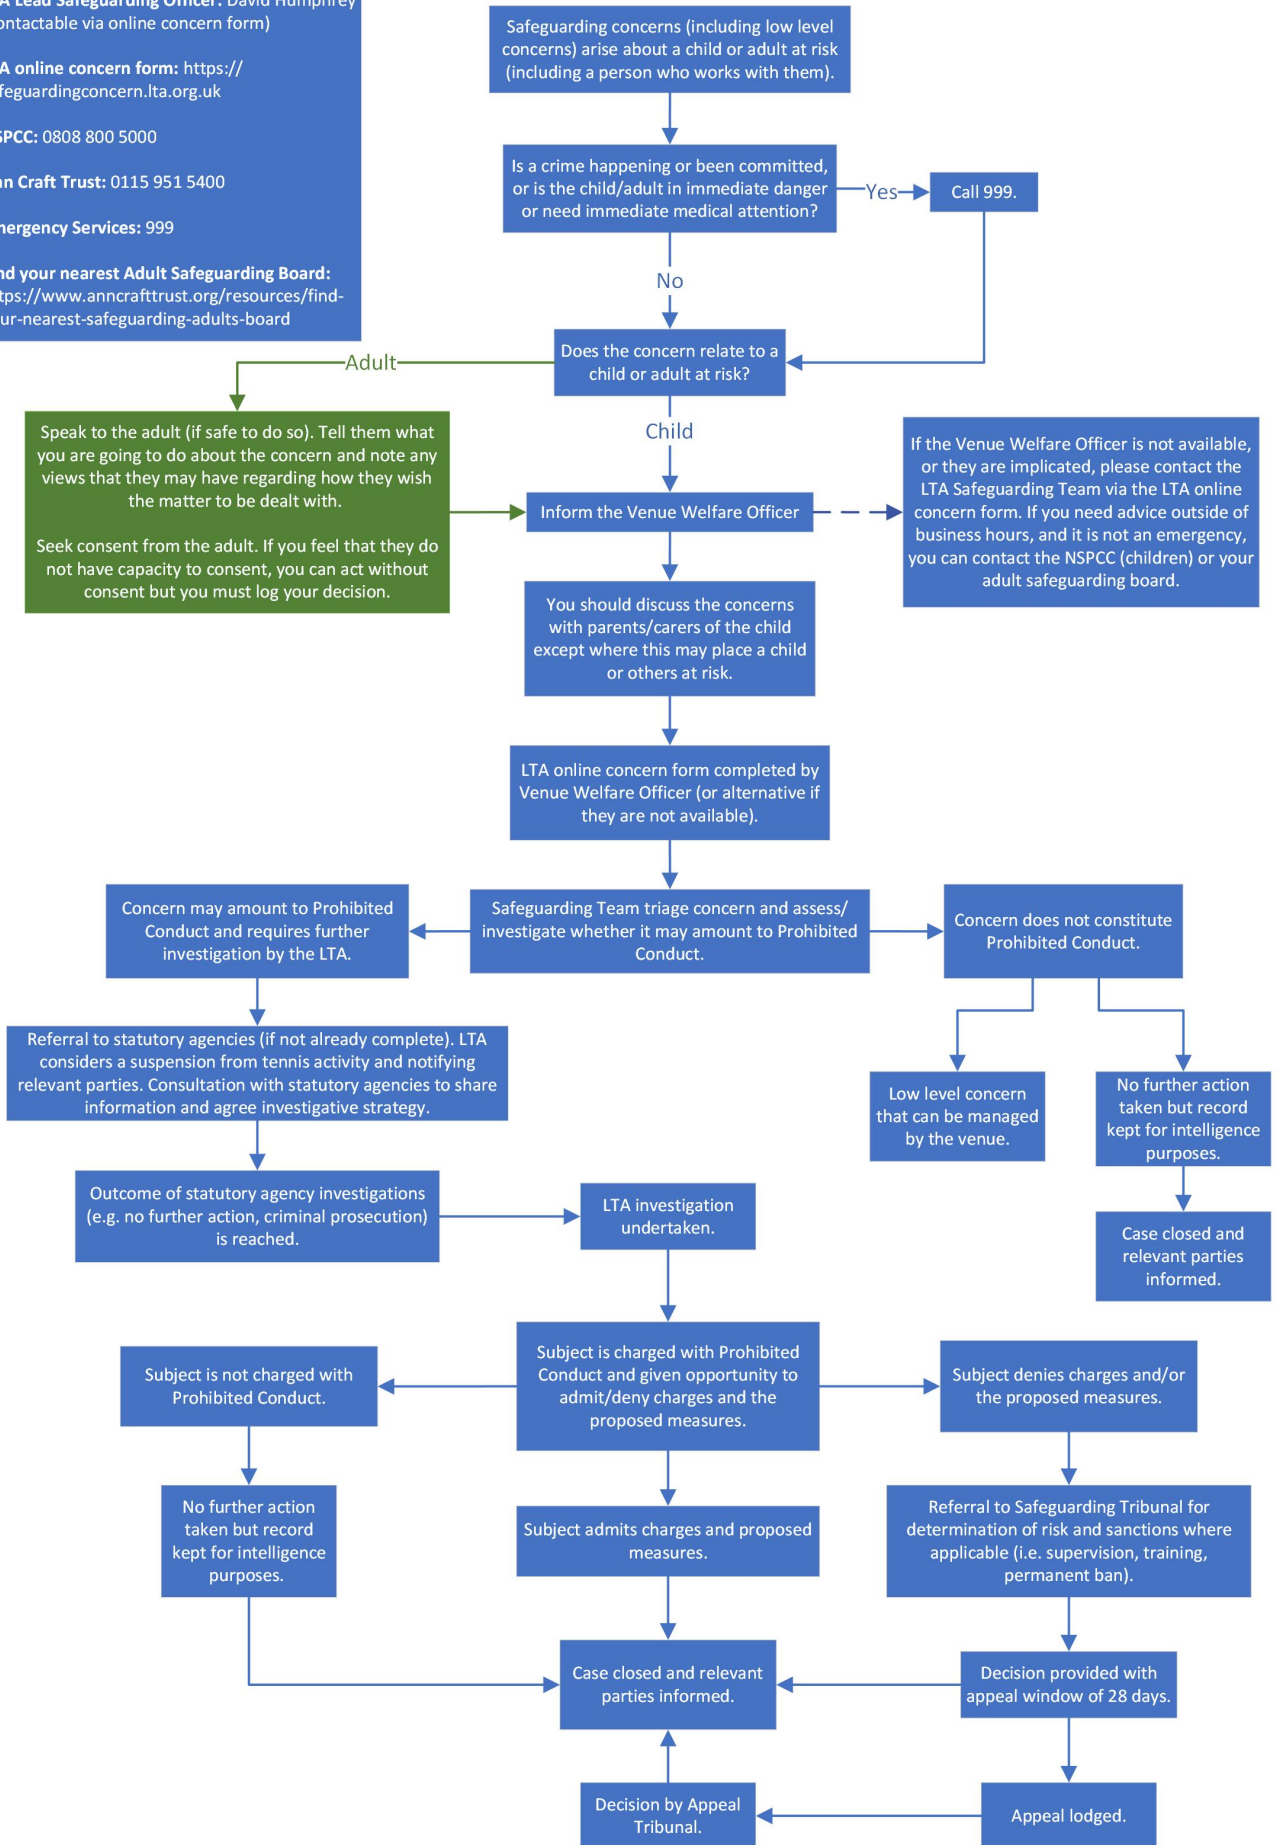 A Lead Safeguarding Officer: David Humphrey
ontactable via online concern form)
A online concern form: https://
feguardingconcern.lta.org.uk
SPCC: 0808 800 5000
nn Craft Trust: 0115 951 5400
mergency Services: 999
nd your nearest Adult Safeguarding Board:
tps://www.anncrafttrust.org/resources/find-
ur-nearest-safeguarding-adults-board
Safeguarding concerns (including low level
concerns) arise about a child or adult at risk
(including a person who works with them).
Is a crime happening or been committed,
or is the child/adult in immediate danger
or need immediate medical attention?
Yes
Call 999.
No
Does the concern relate to a
child or adult at risk?
Adult
Child
Speak to the adult (if safe to do so). Tell them what
you are going to do about the concern and note any
views that they may have regarding how they wish
the matter to be dealt with.
Seek consent from the adult. If you feel that they do
not have capacity to consent, you can act without
consent but you must log your decision.
Inform the Venue Welfare Officer
If the Venue Welfare Officer is not available,
or they are implicated, please contact the
LTA Safeguarding Team via the LTA online
concern form. If you need advice outside of
business hours, and it is not an emergency,
you can contact the NSPCC (children) or your
adult safeguarding board.
You should discuss the concerns
with parents/carers of the child
except where this may place a child
or others at risk.
LTA online concern form completed by
Venue Welfare Officer (or alternative if
they are not available).
Safeguarding Team triage concern and assess/
investigate whether it may amount to Prohibited
Conduct.
Concern may amount to Prohibited
Conduct and requires further
investigation by the LTA.
Concern does not constitute
Prohibited Conduct.
Referral to statutory agencies (if not already complete). LTA
considers a suspension from tennis activity and notifying
relevant parties. Consultation with statutory agencies to share
information and agree investigative strategy.
Low level concern
that can be managed
by the venue.
No further action
taken but record
kept for intelligence
purposes.
Outcome of statutory agency investigations
(e.g. no further action, criminal prosecution)
is reached.
LTA investigation
undertaken.
Case closed and
relevant parties
informed.
Subject is not charged with
Prohibited Conduct.
Subject is charged with Prohibited
Conduct and given opportunity to
admit/deny charges and the
proposed measures.
Subject denies charges and/or
the proposed measures.
No further action
taken but record
kept for intelligence
purposes.
Subject admits charges and proposed
measures.
Referral to Safeguarding Tribunal for
determination of risk and sanctions where
applicable (i.e. supervision, training,
permanent ban).
Case closed and relevant
parties informed.
Decision provided with
appeal window of 28 days.
Decision by Appeal
Tribunal.
Appeal lodged.